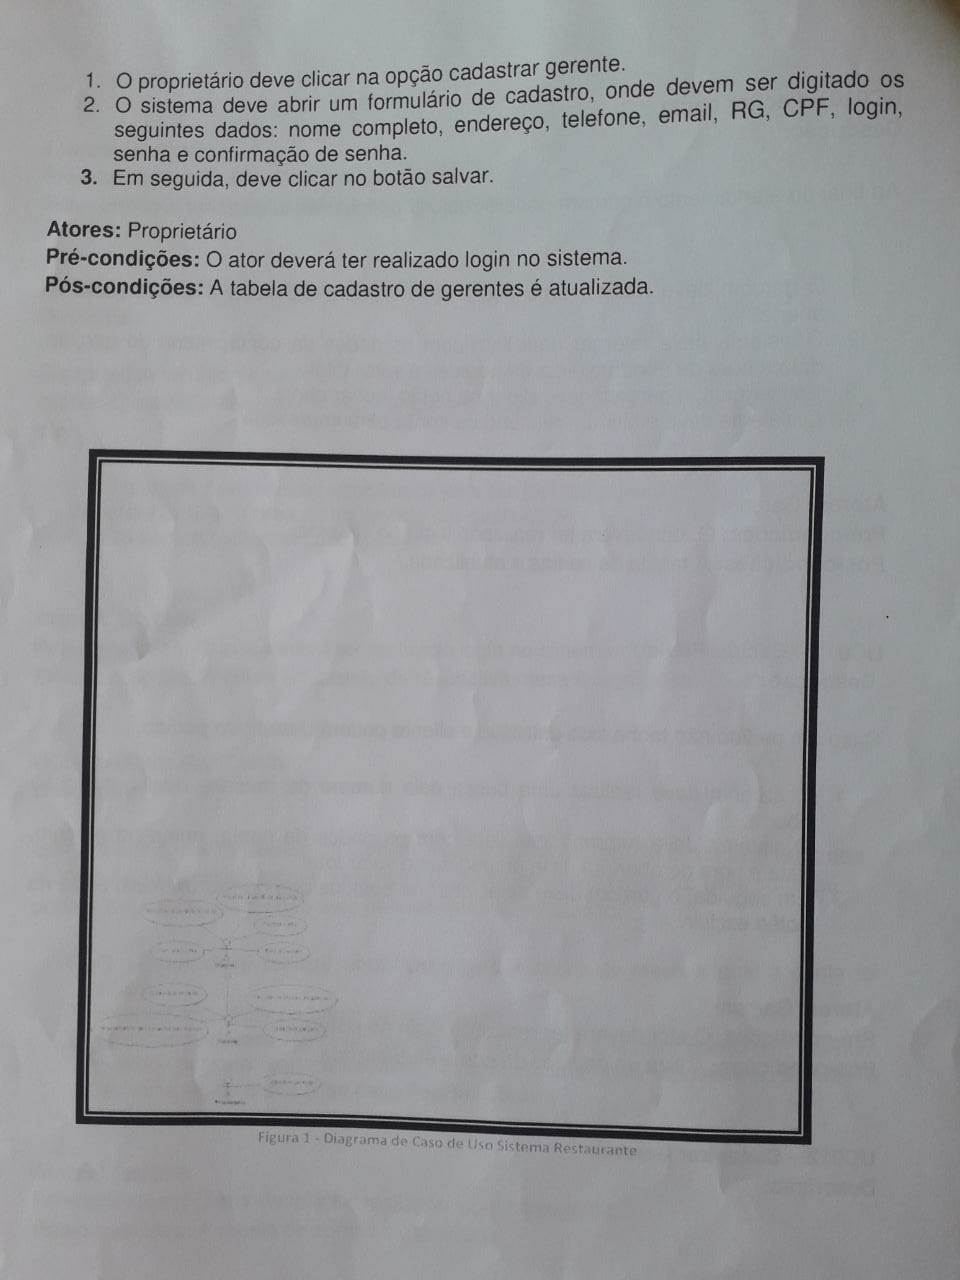 1. O proprietário deve clicar na opção cadastrar gerente.
2. O sistema deve abrir um formulário de cadastro, onde devem ser digitado os
seguintes dados: nome completo, endereço, telefone, email, RG, CPF, login,
senha e confirmação de senha.
3. Em seguida, deve clicar no botão salvar.
Atores: Proprietário
Pré-condições: O ator deverá ter realizado login no sistema.
Pós-condições: A tabela de cadastro de gerentes é atualizada.
Figura 1 - Diagrama de Caso de Uso Sistema Restaurante